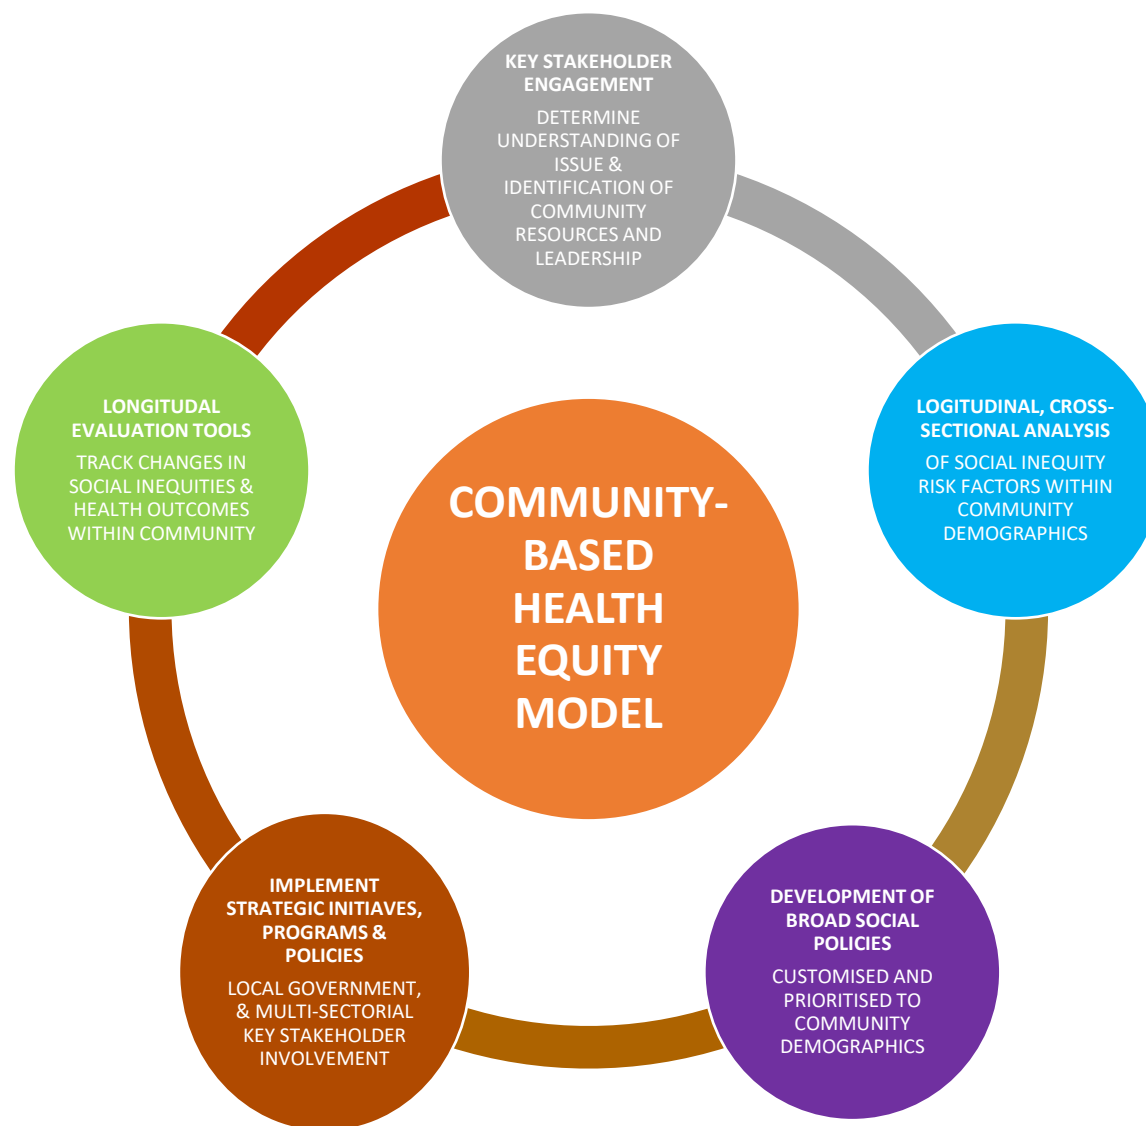 KEY STAKEHOLDER
ENGAGEMENT
DETERMINE
UNDERSTANDING OF
ISSUE &
IDENTIFICATION OF
COMMUNITY
RESOURCES AND
LEADERSHIP
LOGITUDINAL, CROSS-
SECTIONAL ANALYSIS
OF SOCIAL INEQUITY
RISK FACTORS WITHIN
COMMUNITY
DEMOGRAPHICS
DEVELOPMENT OF
BROAD SOCIAL
POLICIES
CUSTOMISED AND
PRIORITISED TO
COMMUNITY
DEMOGRAPHICS
IMPLEMENT
STRATEGIC INITIAVES,
PROGRAMS &
POLICIES
LOCAL GOVERNMENT,
& MULTI-SECTORIAL
KEY STAKEHOLDER
INVOLVEMENT
LONGITUDAL
EVALUATION TOOLS
TRACK CHANGES IN
SOCIAL INEQUITIES &
HEALTH OUTCOMES
WITHIN COMMUNITY
COMMUNITY-
BASED
HEALTH
EQUITY
MODEL